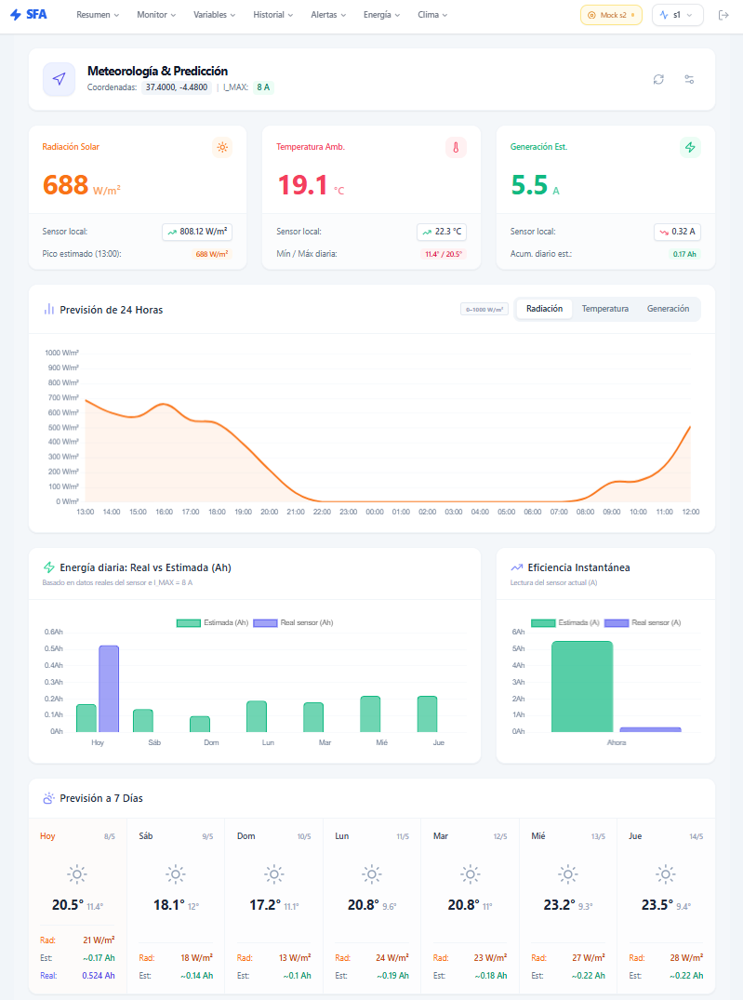 SFA Resumen Monitor Variables Historial Alertas Energía Clima Mock s2 s1
Meteorología & Predicción
Coordenadas: 37.4000, -4.4800 | I_MAX: 8 A
Radiación Solar
688 W/m²
Sensor local: 808.12 W/m²
Pico estimado (13:00): 688 W/m²
Temperatura Amb.
19.1 °C
Sensor local: 22.3 °C
Mín / Máx diaria: 11.4° / 20.5°
Generación Est.
5.5 A
Sensor local: 0.32 A
Acum. diario est.: 0.17 Ah
Previsión de 24 Horas
0–1000 W/m² Radiación Temperatura Generación
1000 W/m²
900 W/m²
800 W/m²
700 W/m²
600 W/m²
500 W/m²
400 W/m²
300 W/m²
200 W/m²
100 W/m²
0 W/m²
13:00 14:00 15:00 16:00 17:00 18:00 19:00 20:00 21:00 22:00 23:00 00:00 01:00 02:00 03:00 04:00 05:00 06:00 07:00 08:00 09:00 10:00 11:00 12:00
Energía diaria: Real vs Estimada (Ah)
Basado en datos reales del sensor e I_MAX = 8 A
Estimada (Ah) Real sensor (Ah)
0.6Ah
0.5Ah
0.4Ah
0.3Ah
0.2Ah
0.1Ah
0Ah
Hoy Sáb Dom Lun Mar Mié Jue
Eficiencia Instantánea
Lectura del sensor actual (A)
Estimada (A) Real sensor (A)
6Ah
5Ah
4Ah
3Ah
2Ah
1Ah
0Ah
Ahora
Previsión a 7 Días
Hoy 8/5
20.5° 11.4°
Rad: 21 W/m²
Est: ~0.17 Ah
Real: 0.524 Ah
Sáb 9/5
18.1° 12°
Rad: 18 W/m²
Est: ~0.14 Ah
Dom 10/5
17.2° 11.1°
Rad: 13 W/m²
Est: ~0.1 Ah
Lun 11/5
20.8° 9.6°
Rad: 24 W/m²
Est: ~0.19 Ah
Mar 12/5
20.8° 11°
Rad: 23 W/m²
Est: ~0.18 Ah
Mié 13/5
23.2° 9.3°
Rad: 27 W/m²
Est: ~0.22 Ah
Jue 14/5
23.5° 9.4°
Rad: 28 W/m²
Est: ~0.22 Ah